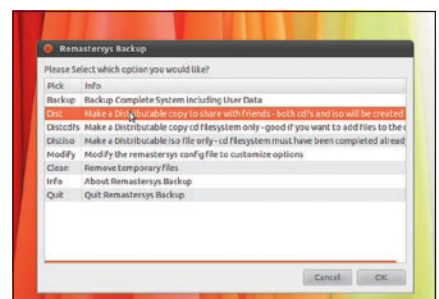 Remastersys Backup
Please Select which option you would like?
Pick Info
Backup Backup Complete System including User Data
Dist Make a Distributable copy to share with friends - both cdfs and iso will be created
Distcdfs Make a Distributable copy cd filesystem only - good if you want to add files to the c
Distiso Make a Distributable iso file only - cd filesystem must have been completed alread
Modify Modify the remastersys config file to customize options
Clean Remove temporary files
Info About Remastersys Backup
Quit Quit Remastersys Backup
Cancel OK